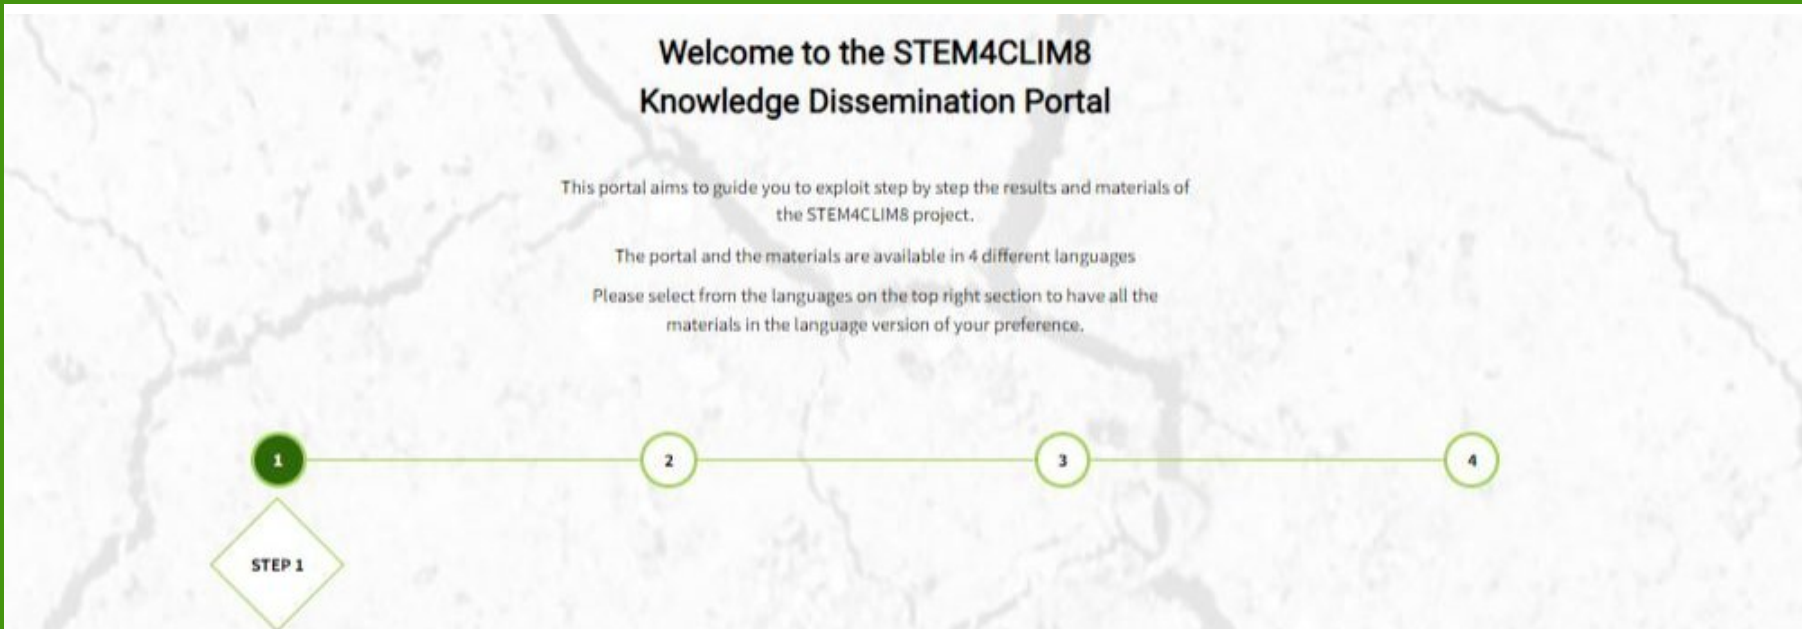 Welcome to the STEM4CLIM8
Knowledge Dissemination Portal
This portal aims to guide you to exploit step by step the results and materials of
the STEM4CLIM8 project.
The portal and the materials are available in 4 different languages
Please select from the languages on the top right section to have all the
materials in the language version of your preference.
1
2
3
4
STEP 1